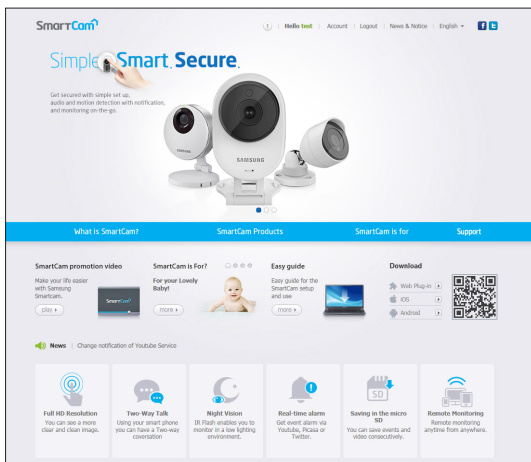 SmartCam
1 Hello test Account Logout News & Notice English
Simple. Smart. Secure.
Get secured with simple set up,
audio and motion detection with notification,
and monitoring on-the-go.
SAMSUNG
SAMSUNG
What is SmartCam? SmartCam Products SmartCam is for Support
SmartCam promotion video
Make your life easier
with Samsung
Smartcam.
play
SmartCam
SmartCam is For?
For your Lovely
Baby!
more
Easy guide
Easy guide for the
SmartCam setup
and use
more
Download
Web Plug-in
iOS
Android
News Change notification of Youtube Service
Full HD Resolution
You can see a more
clear and clean image.
Two-Way Talk
Using your smart phone
you can have a Two-way
coversation
Night Vision
IR Flash enables you to
monitor in a low lighting
environment.
Real-time alarm
Get event alarm via
Youtube, Picasa or
Twitter.
SD
Saving in the micro
SD
You can save events and
video consecutively.
Remote Monitoring
Remote monitoring
anytime from anywhere.